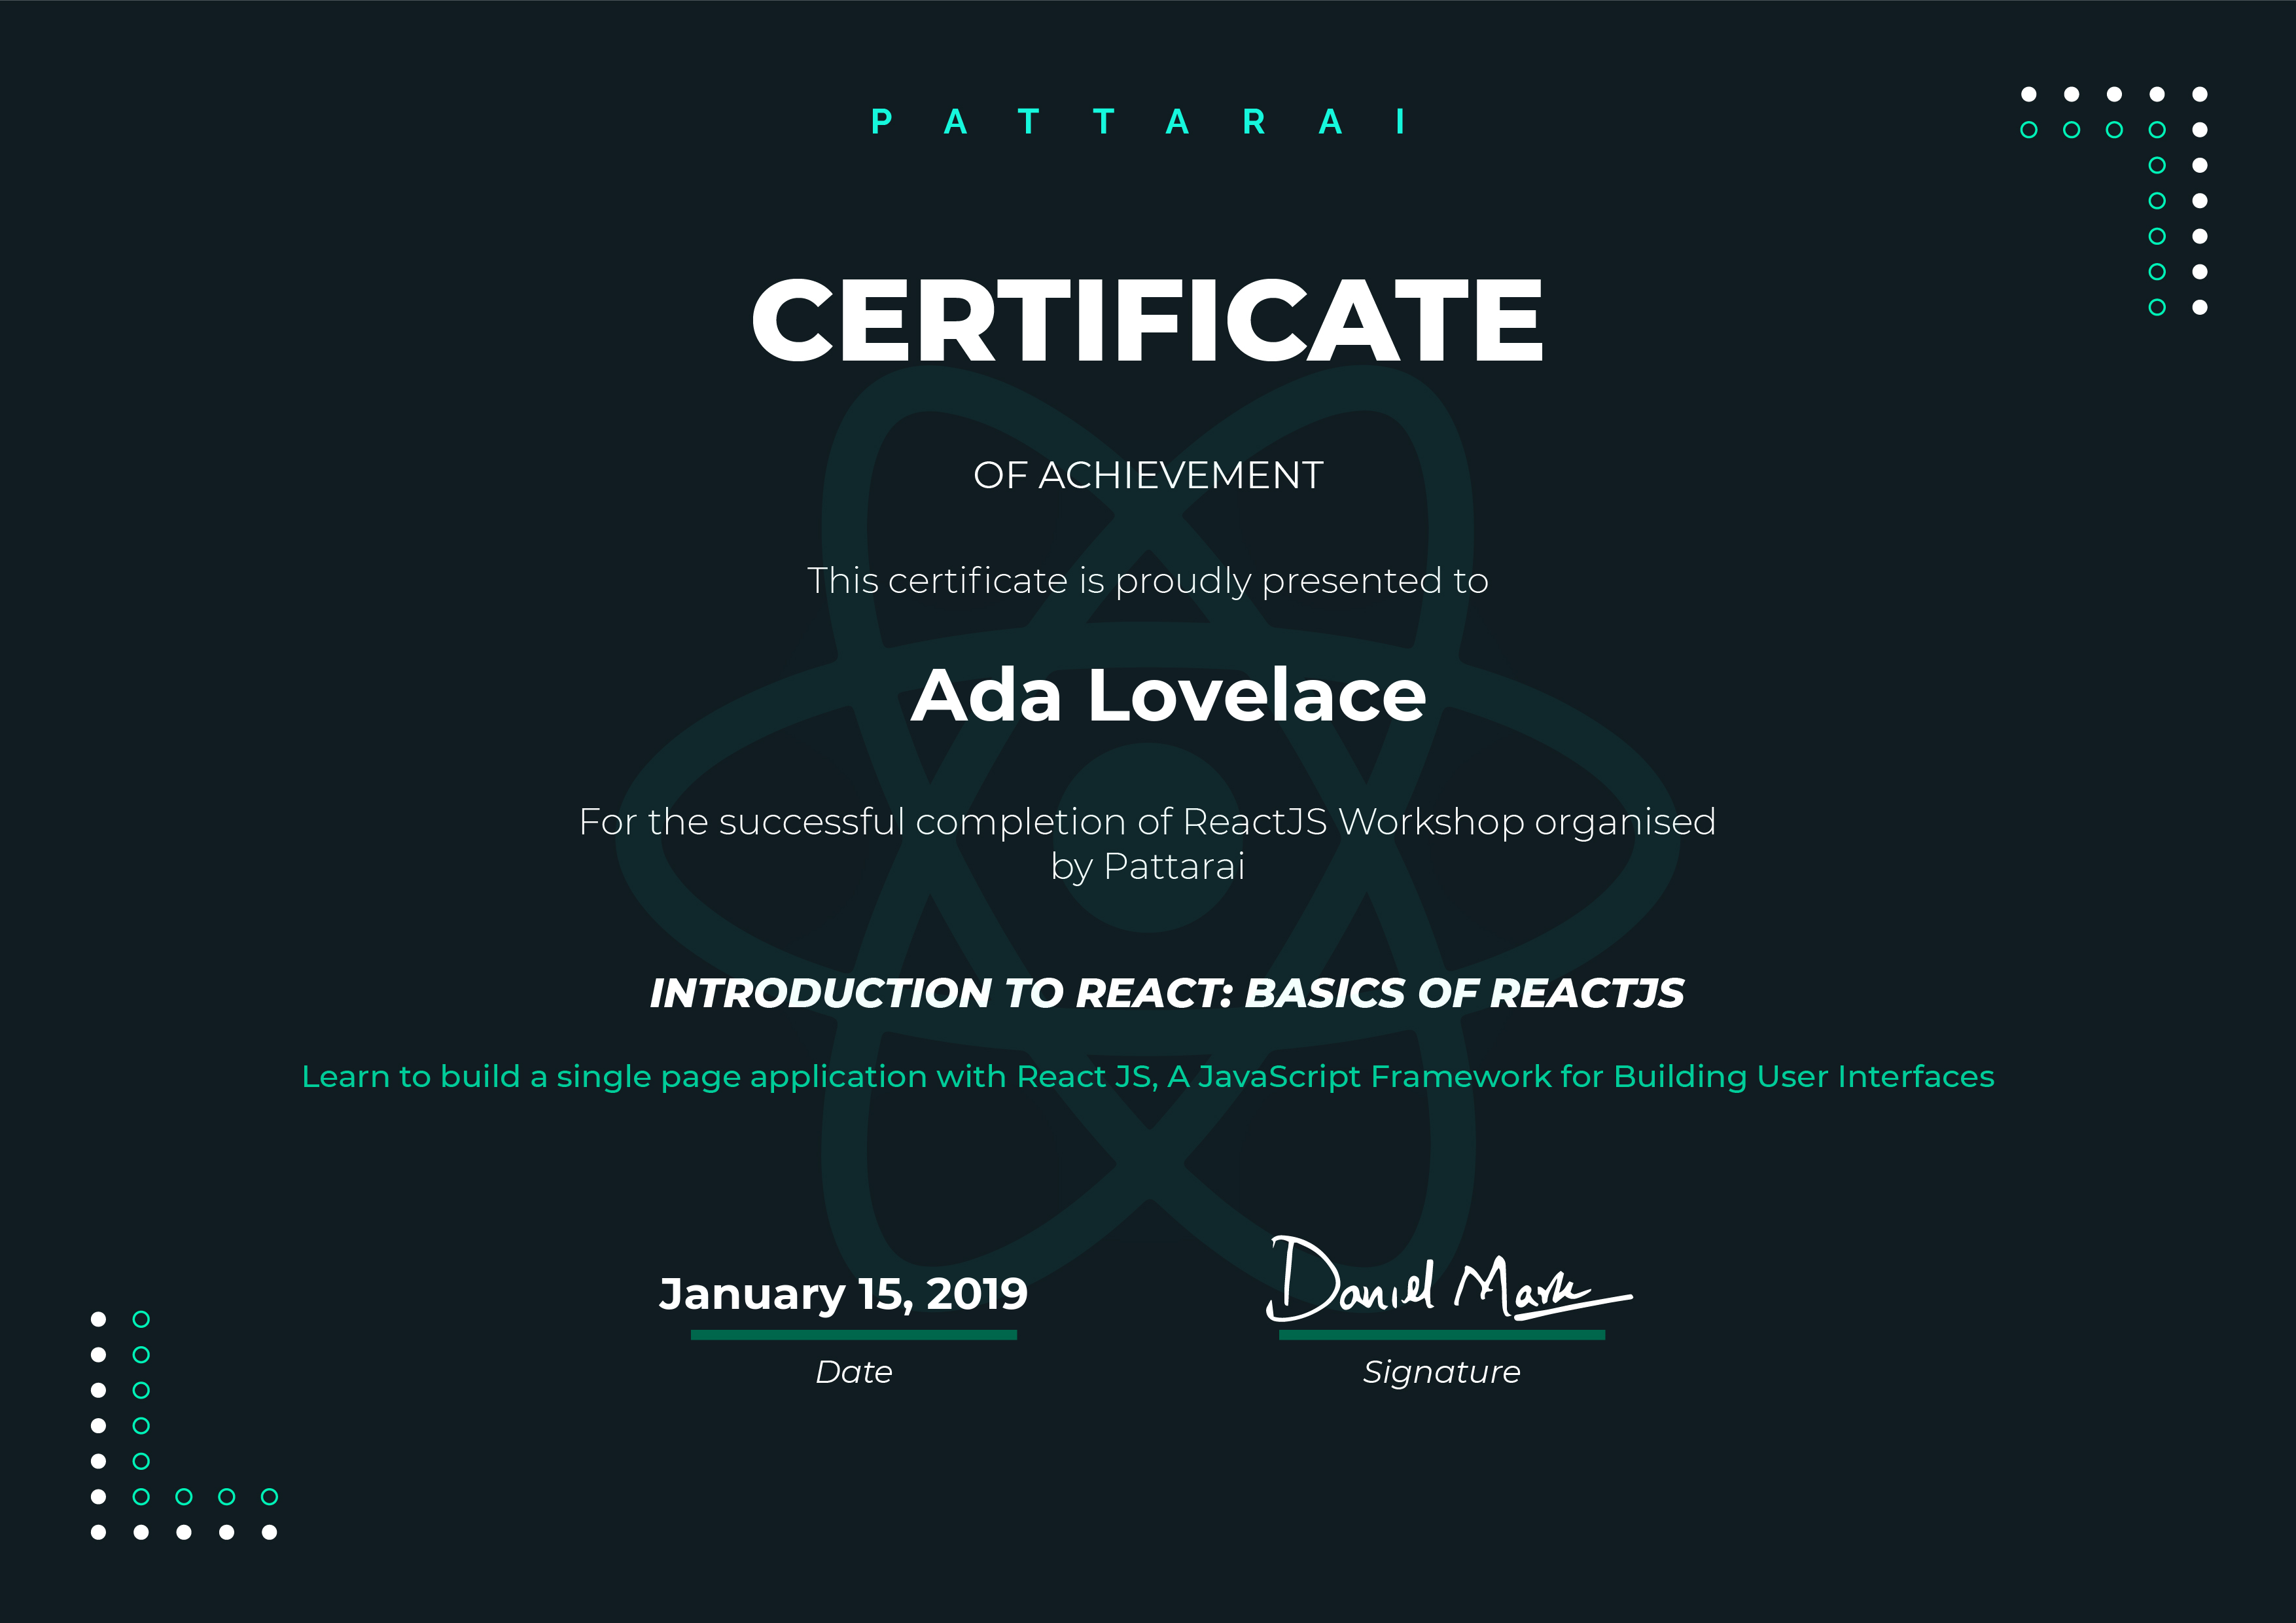 PATTARAI
CERTIFICATE
OF ACHIEVEMENT
This certificate is proudly presented to
Ada Lovelace
For the successful completion of ReactJS Workshop organised
by Pattarai
INTRODUCTION TO REACT: BASICS OF REACTJS
Learn to build a single page application with React JS, A JavaScript Framework for Building User Interfaces
January 15, 2019
Daniel Mark
Date
Signature